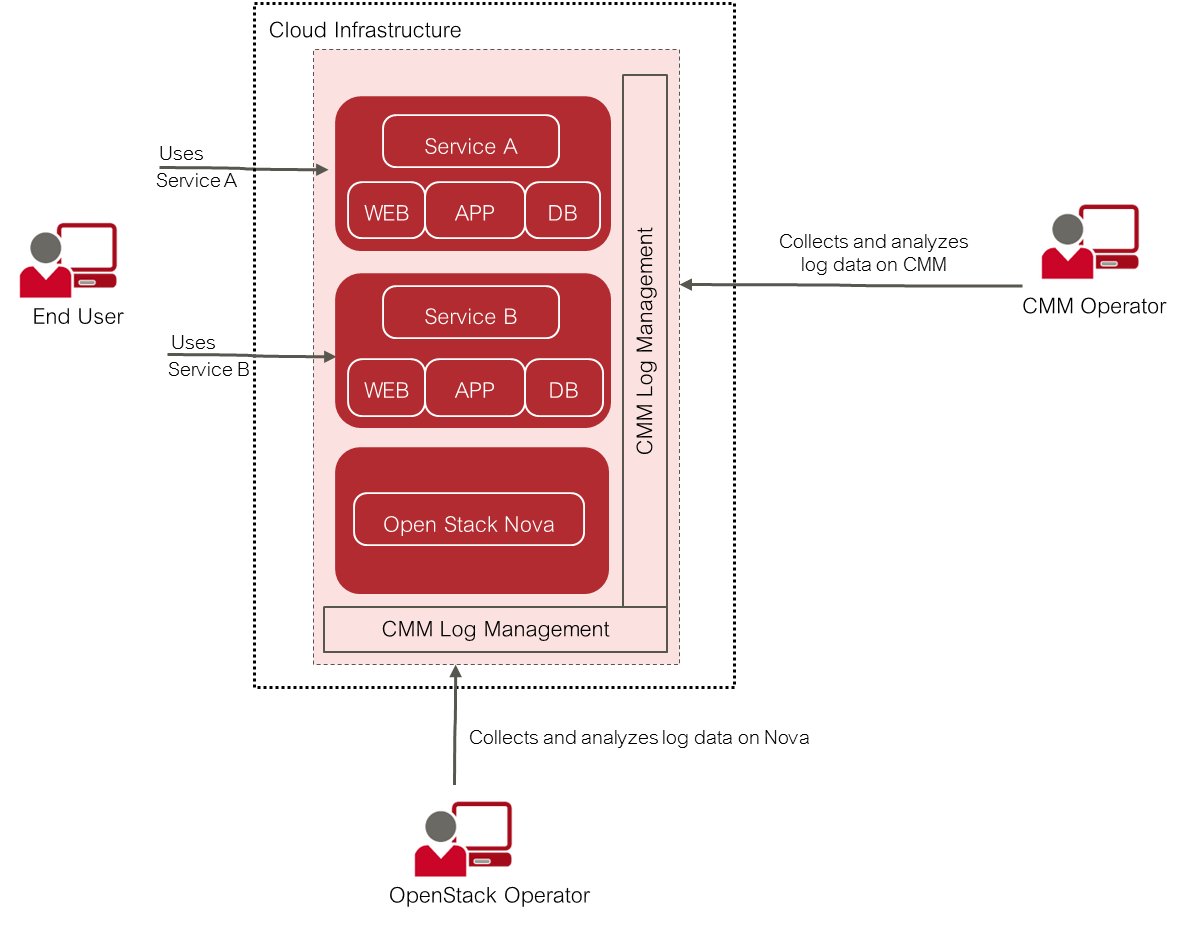 Cloud Infrastructure
Service A
WEB APP DB
Uses
Service A
End User
Service B
WEB APP DB
Uses
Service B
Open Stack Nova
CMM Log Management
CMM Log Management
Collects and analyzes
log data on CMM
CMM Operator
Collects and analyzes log data on Nova
OpenStack Operator